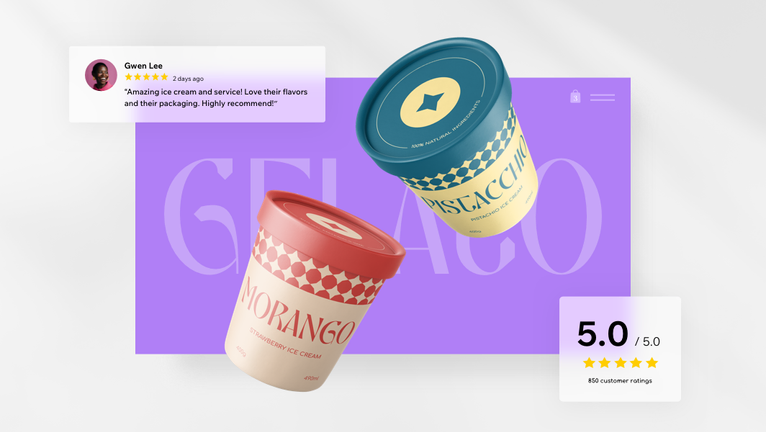 Gwen Lee
2 days ago
"Amazing ice cream and service! Love their flavors
and their packaging. Highly recommend!"
100% NATURAL INGREDIENTS
PISTACCHIO
PISTACHIO ICE CREAM
MORANGO
STRAWBERRY ICE CREAM
450ml
5.0 / 5.0
850 customer ratings